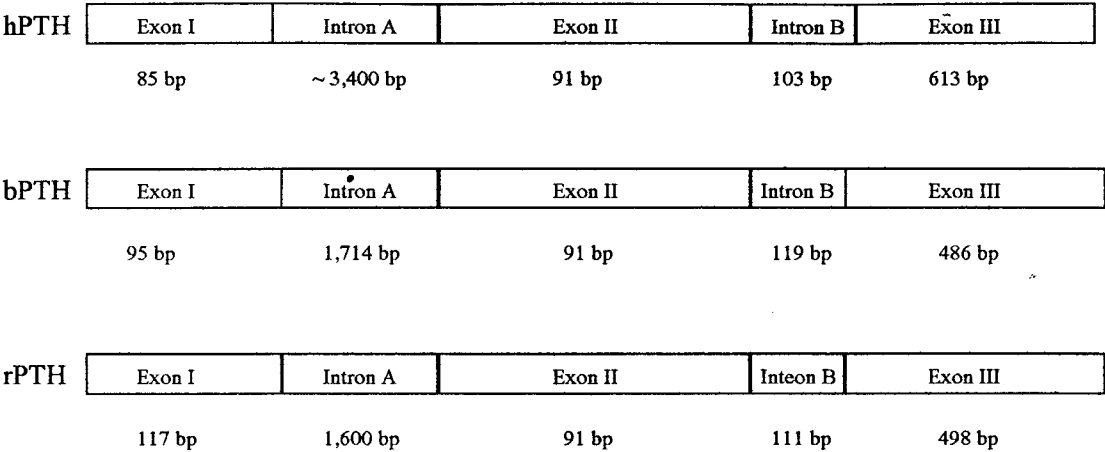 hPTH Exon I Intron A Exon II Intron B Exon III
85 bp ~3,400 bp 91 bp 103 bp 613 bp
bPTH Exon I Intron A Exon II Intron B Exon III
95 bp 1,714 bp 91 bp 119 bp 486 bp
rPTH Exon I Intron A Exon II Inteon B Exon III
117 bp 1,600 bp 91 bp 111 bp 498 bp